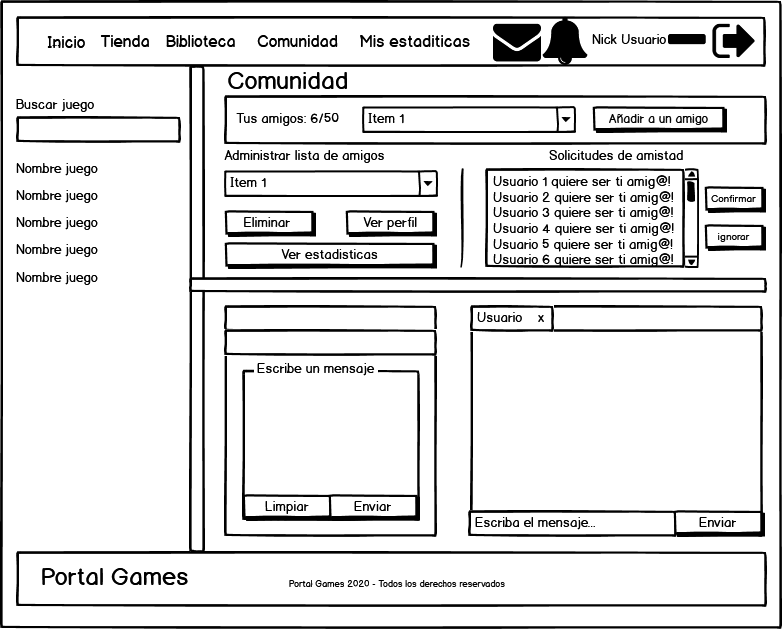 Inicio Tienda Biblioteca Comunidad Mis estaditicas Nick Usuario
Buscar juego
Nombre juego
Nombre juego
Nombre juego
Nombre juego
Nombre juego
Comunidad
Tus amigos: 6/50 Item 1 Añadir a un amigo
Administrar lista de amigos
Item 1
Eliminar Ver perfil
Ver estadisticas
Solicitudes de amistad
Usuario 1 quiere ser ti amig@!
Usuario 2 quiere ser ti amig@!
Usuario 3 quiere ser ti amig@!
Usuario 4 quiere ser ti amig@!
Usuario 5 quiere ser ti amig@!
Usuario 6 quiere ser ti amig@!
Confirmar
ignorar
Escribe un mensaje
Limpiar Enviar
Usuario x
Escriba el mensaje... Enviar
Portal Games
Portal Games 2020 - Todos los derechos reservados